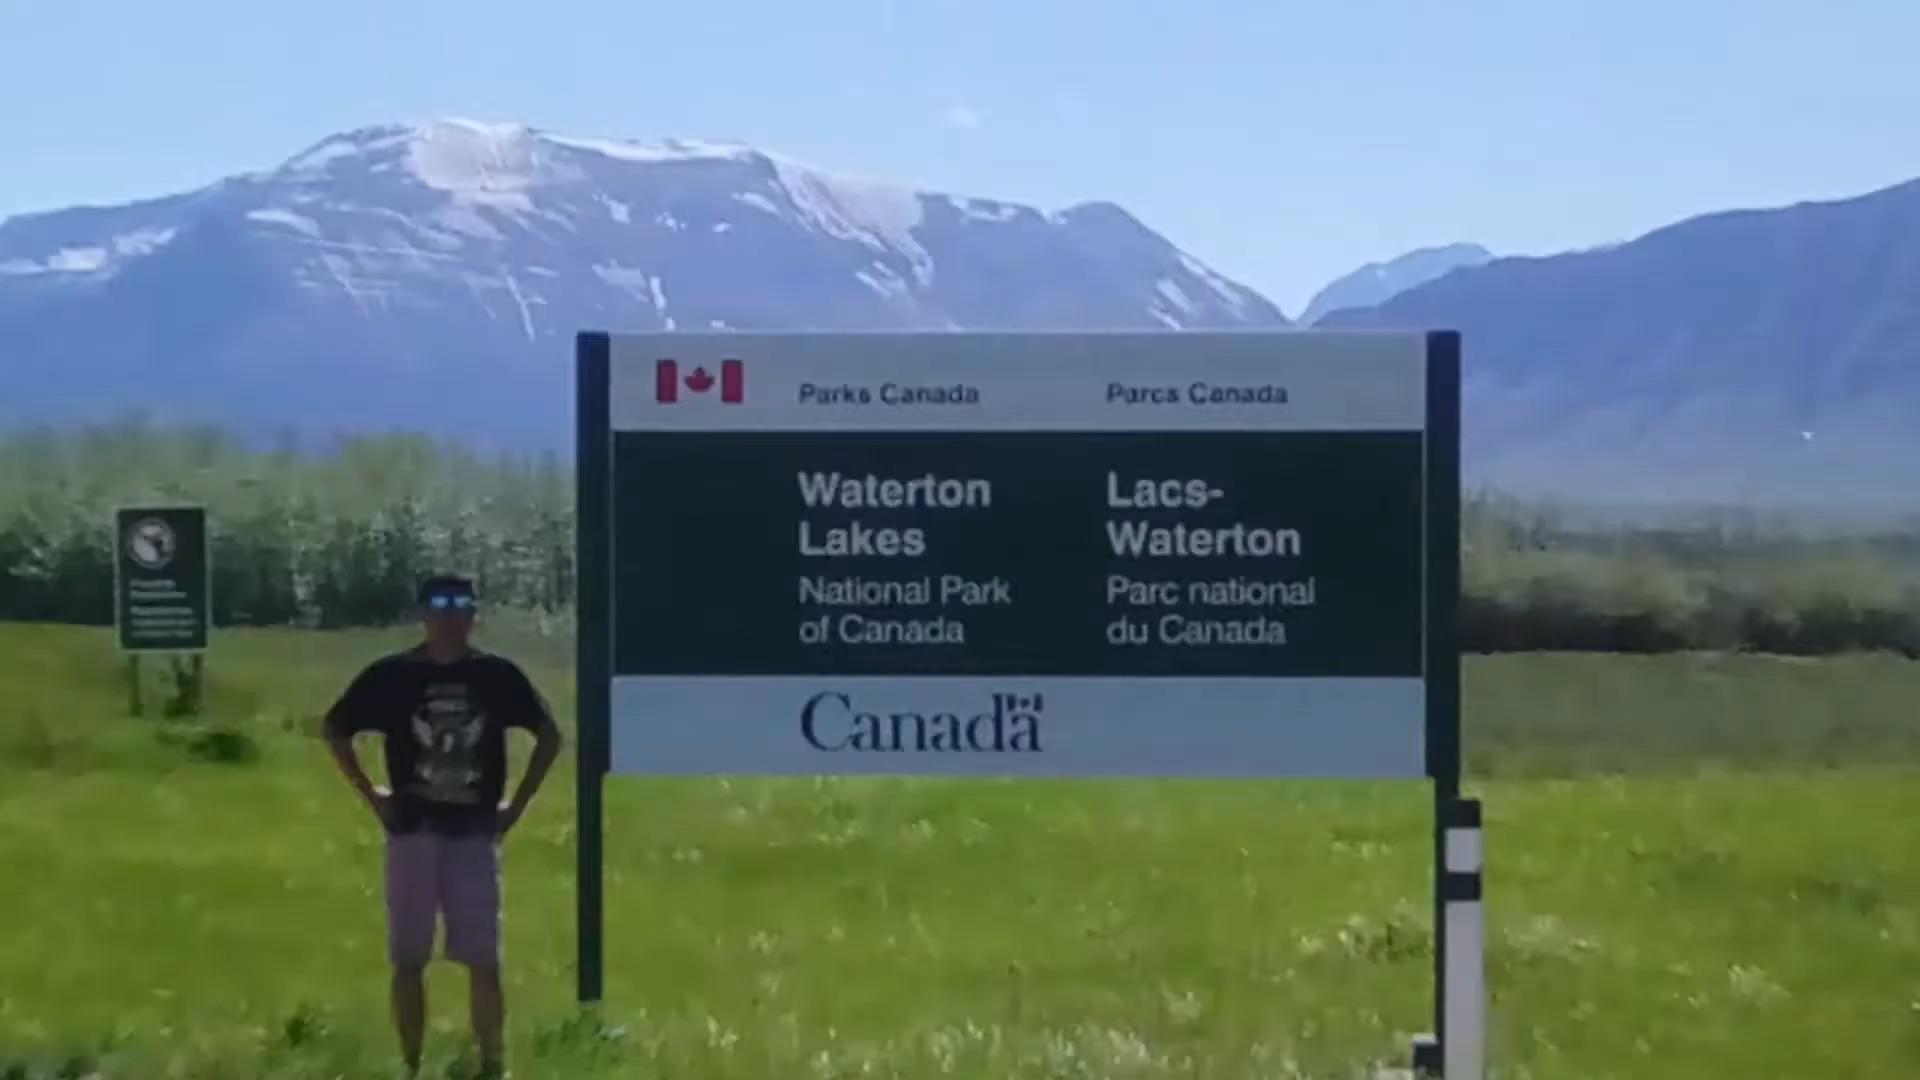 Parks Canada
Parcs Canada
Waterton
Lakes
National Park
of Canada
Lacs-
Waterton
Parc national
du Canada
Canada